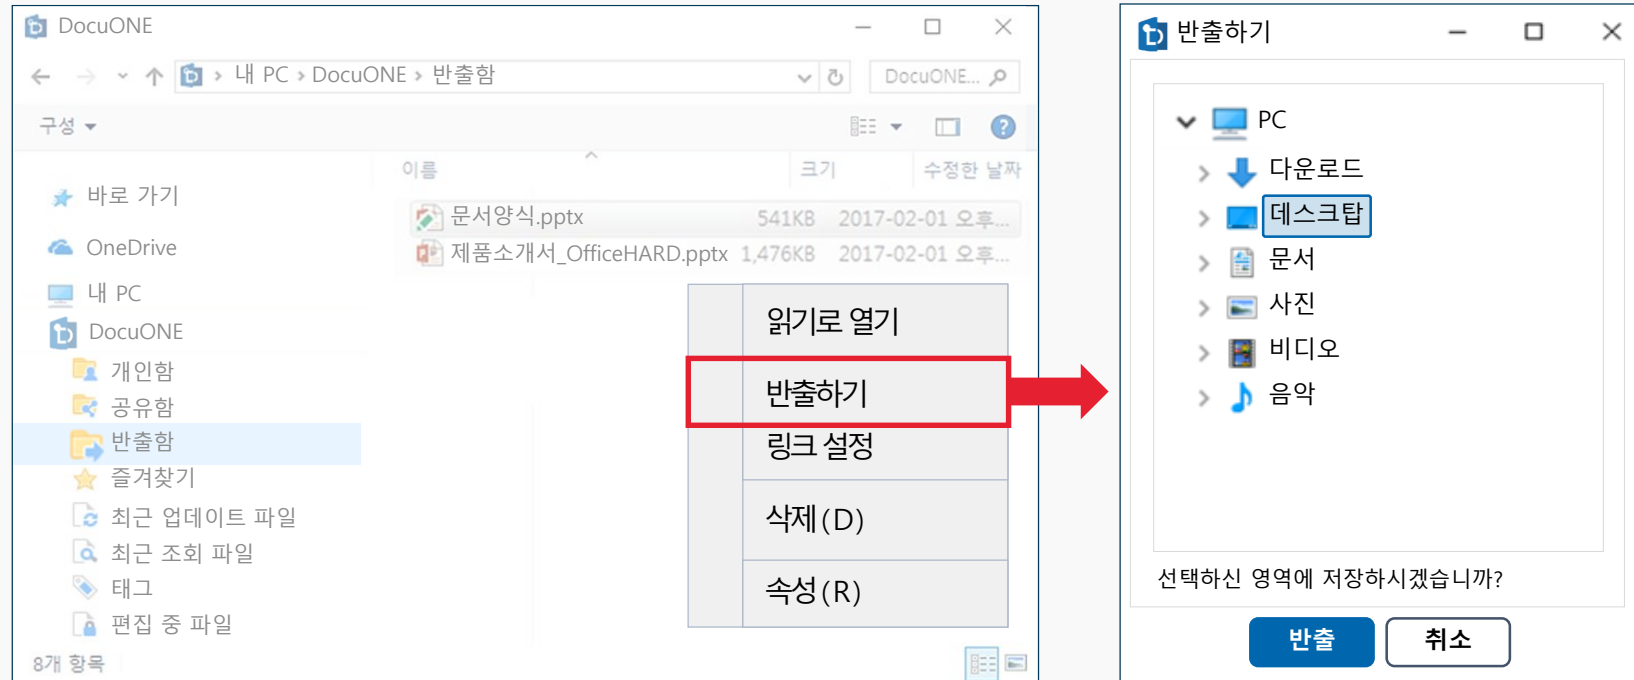 DocuONE
내 PC › DocuONE › 반출함
DocuONE...
구성
이름 크기 수정한 날짜
바로 가기
OneDrive
내 PC
DocuONE
개인함
공유함
반출함
즐겨찾기
최근 업데이트 파일
최근 조회 파일
태그
편집 중 파일
8개 항목
문서양식.pptx 541KB 2017-02-01 오후...
제품소개서_OfficeHARD.pptx 1,476KB 2017-02-01 오후...
읽기로 열기
반출하기
링크 설정
삭제(D)
속성(R)
반출하기
PC
다운로드
데스크탑
문서
사진
비디오
음악
선택하신 영역에 저장하시겠습니까?
반출 취소